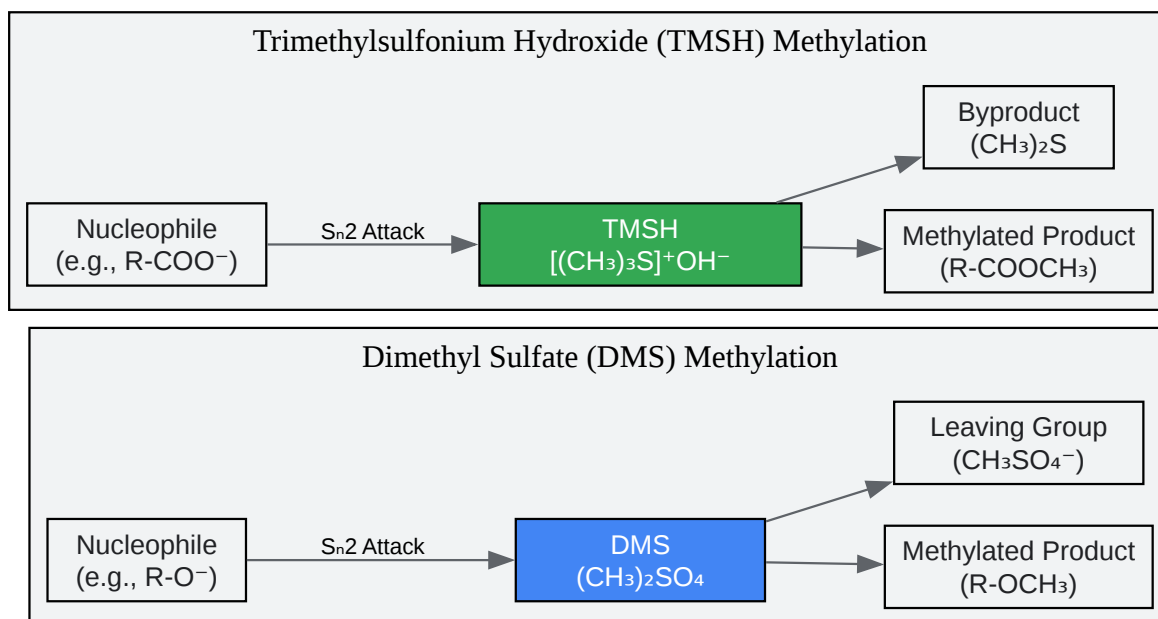 Trimethylsulfonium Hydroxide (TMSH) Methylation
Byproduct
(CH₃)₂S
Nucleophile
(e.g., R-COO⁻)
Sₙ2 Attack
TMSH
[(CH₃)₃S]⁺OH⁻
Methylated Product
(R-COOCH₃)
Dimethyl Sulfate (DMS) Methylation
Leaving Group
(CH₃SO₄⁻)
Nucleophile
(e.g., R-O⁻)
Sₙ2 Attack
DMS
(CH₃)₂SO₄
Methylated Product
(R-OCH₃)